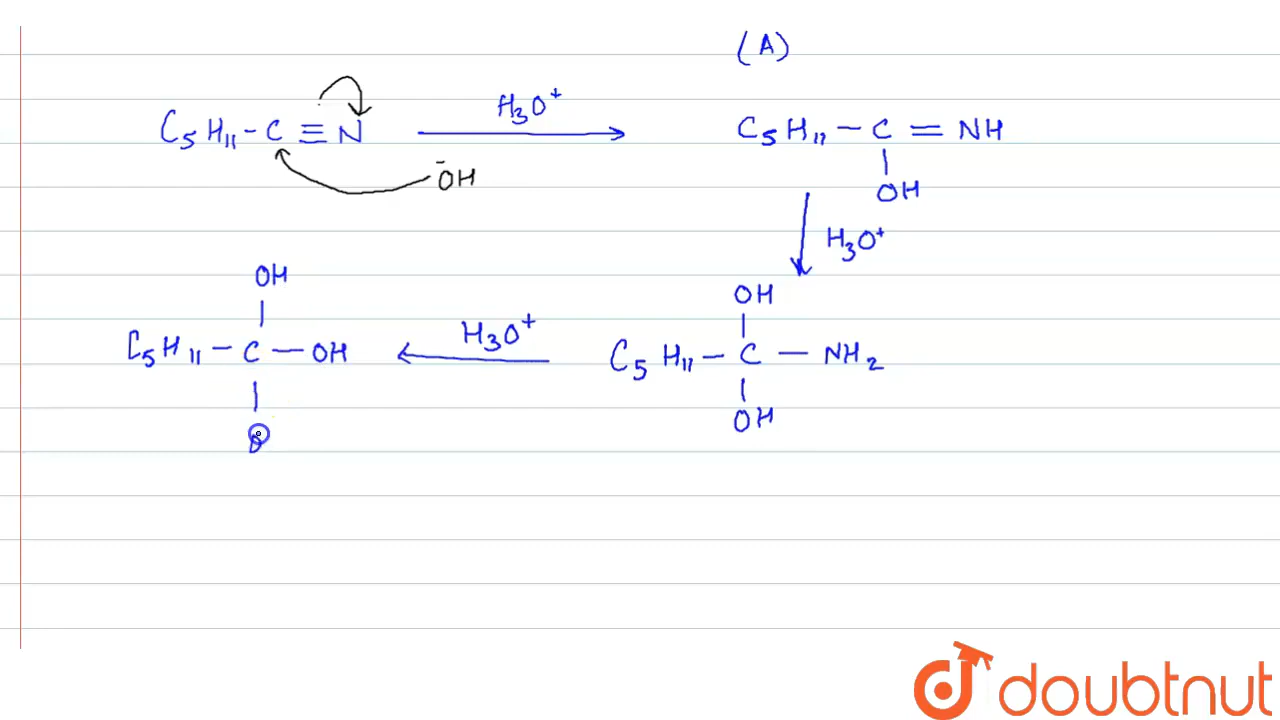 (A)
C5H11-C≡N H3O+ C5H11-C=NH
-OH OH
H3O+
OH OH
C5H11-C-OH H3O+ C5H11-C-NH2
O OH
doubtnut